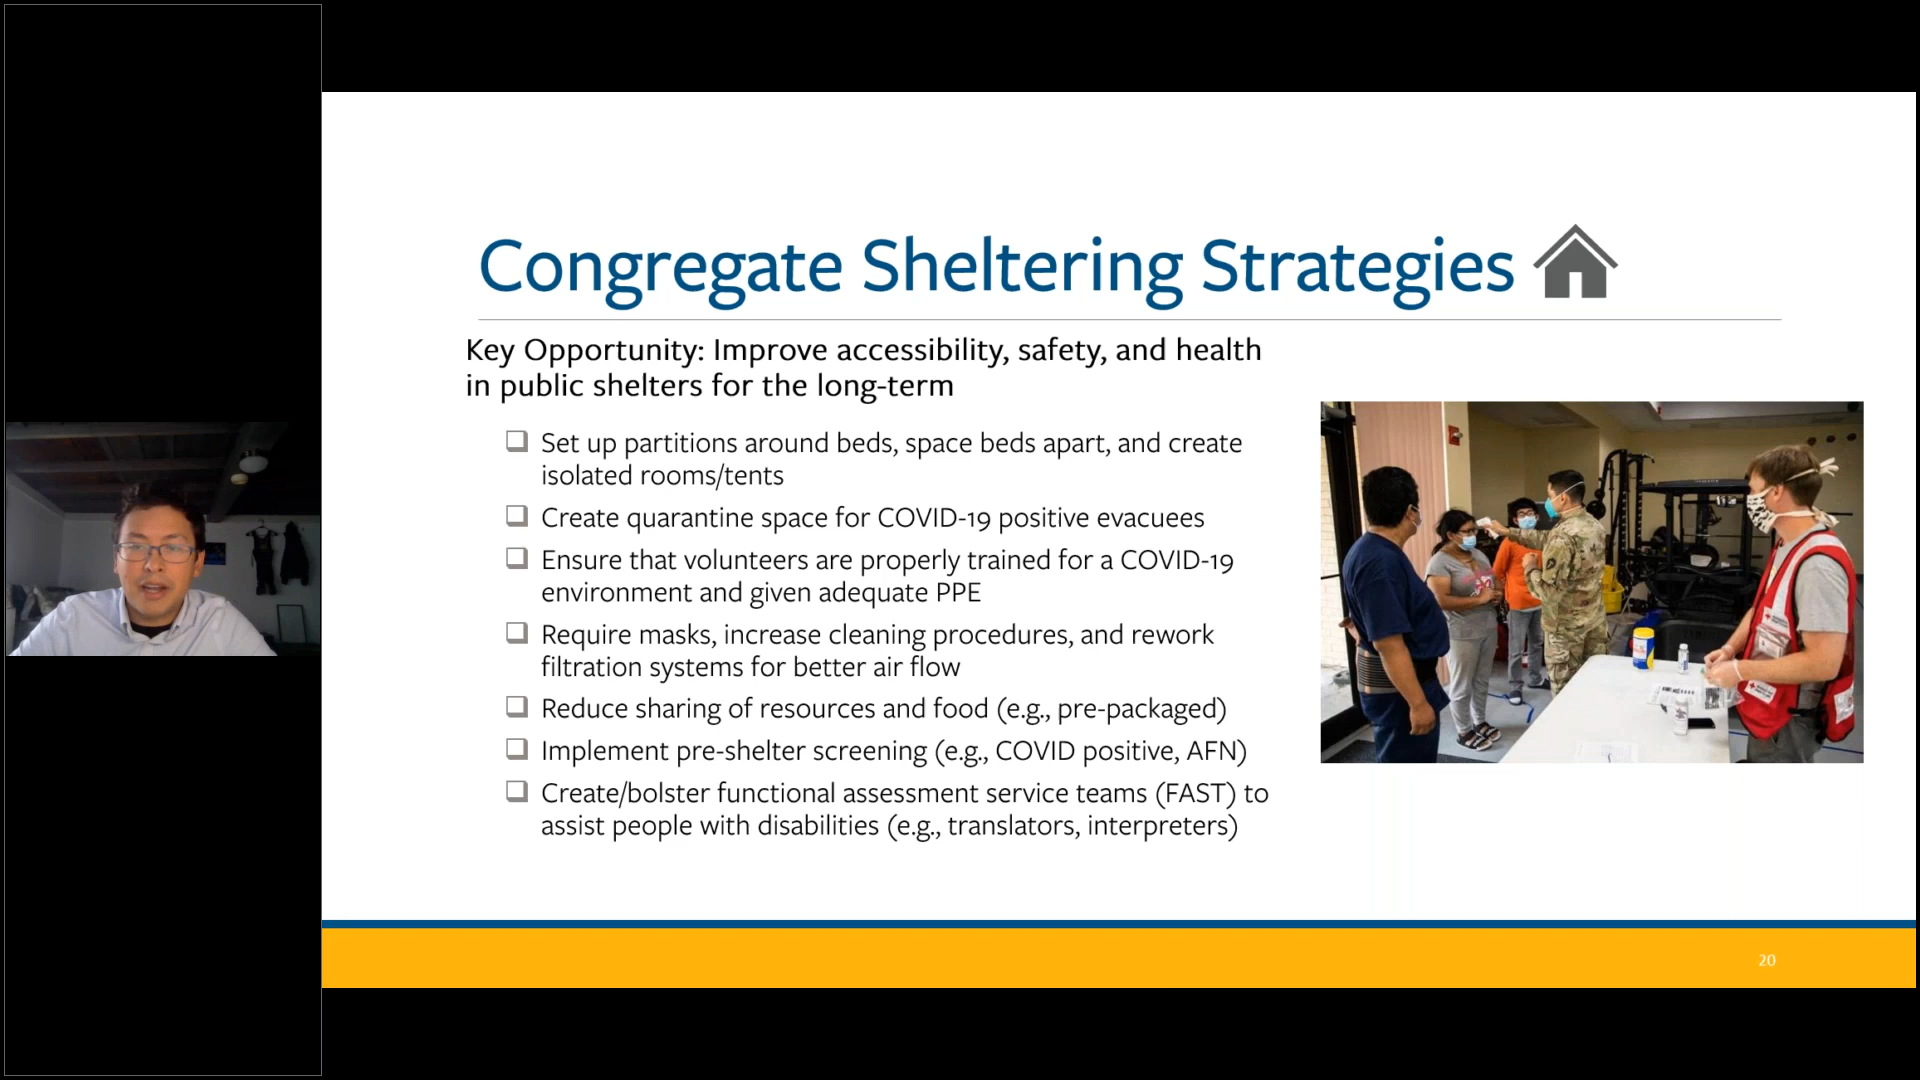 Congregate Sheltering Strategies
Key Opportunity: Improve accessibility, safety, and health
in public shelters for the long-term
Set up partitions around beds, space beds apart, and create
isolated rooms/tents
Create quarantine space for COVID-19 positive evacuees
Ensure that volunteers are properly trained for a COVID-19
environment and given adequate PPE
Require masks, increase cleaning procedures, and rework
filtration systems for better air flow
Reduce sharing of resources and food (e.g., pre-packaged)
Implement pre-shelter screening (e.g., COVID positive, AFN)
Create/bolster functional assessment service teams (FAST) to
assist people with disabilities (e.g., translators, interpreters)
20